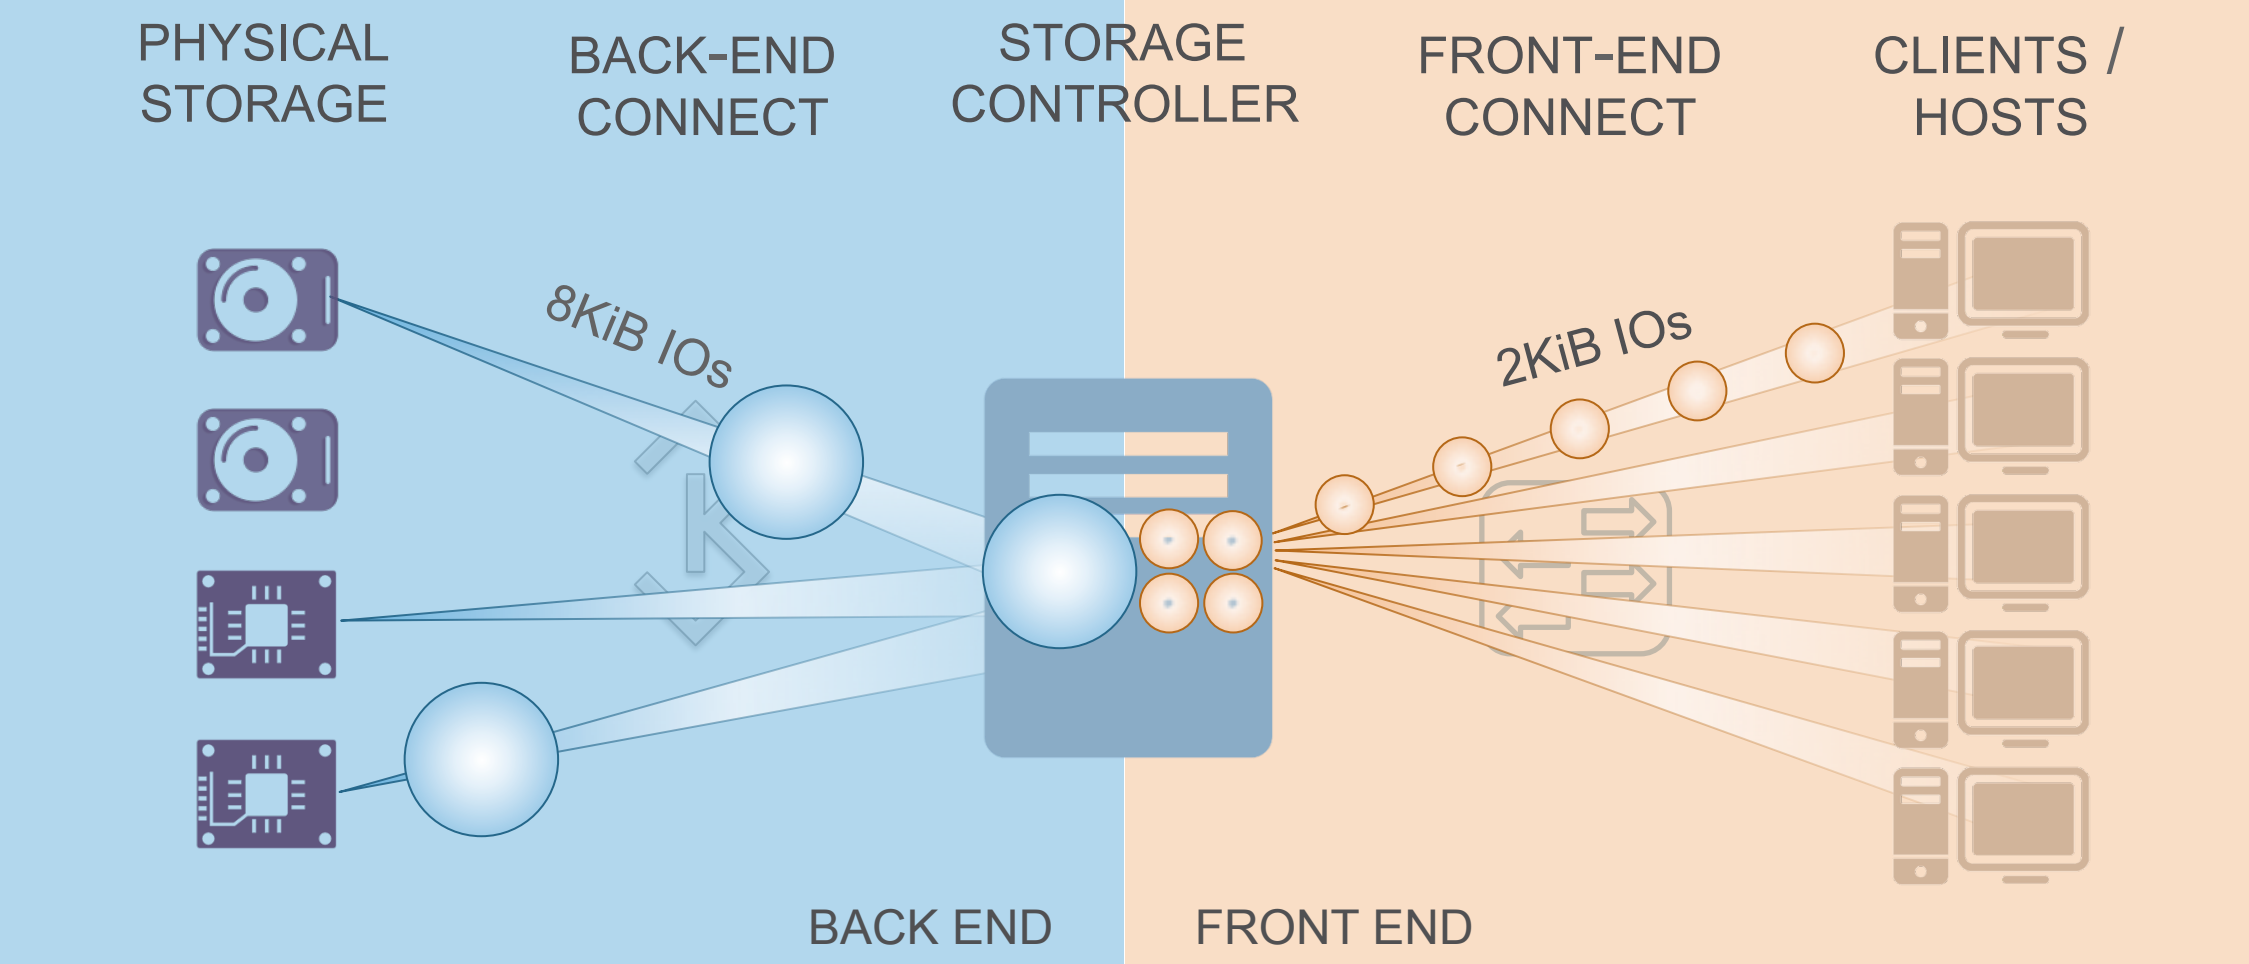 PHYSICAL
STORAGE
BACK-END
CONNECT
STORAGE
CONTROLLER
FRONT-END
CONNECT
CLIENTS /
HOSTS
8KiB IOs
2KiB IOs
BACK END
FRONT END